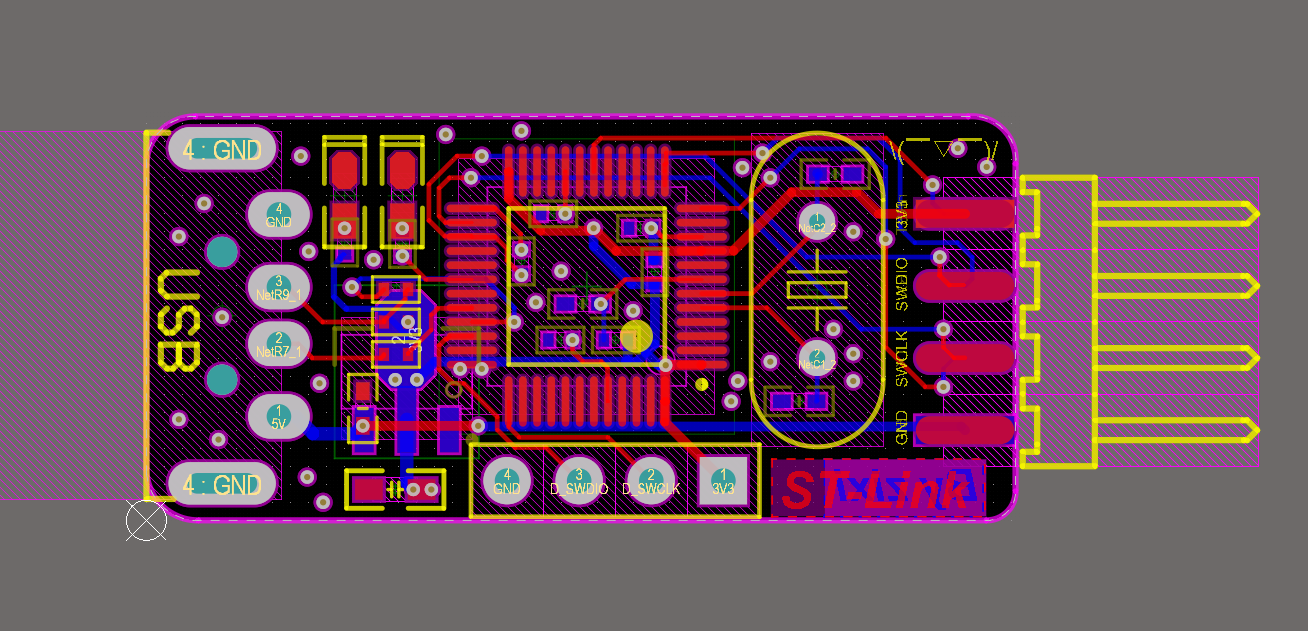 4 GND
4
GND
3
NetR9_1
2
NetR7_1
1
5V
4 GND
USB
3V3
1
NetC2_2
2
NetC1_2
3V3
SWDIO
SWCLK
GND
4
GND
3
D_SWDIO
2
D_SWCLK
1
3V3
ST-Link